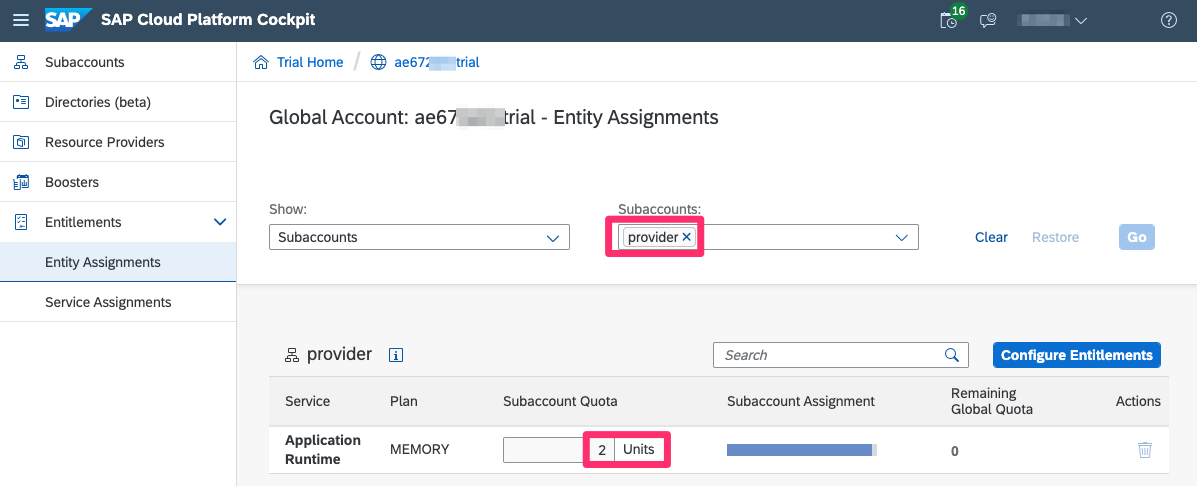 SAP SAP Cloud Platform Cockpit
16
Subaccounts
Directories (beta)
Resource Providers
Boosters
Entitlements
Entity Assignments
Service Assignments
Trial Home / ae672 trial
Global Account: ae67 trial - Entity Assignments
Show:
Subaccounts
Subaccounts:
provider
Clear
Restore
Go
provider
Search
Configure Entitlements
Service Plan Subaccount Quota Subaccount Assignment Remaining
Global Quota Actions
Application
Runtime MEMORY 2 Units 0